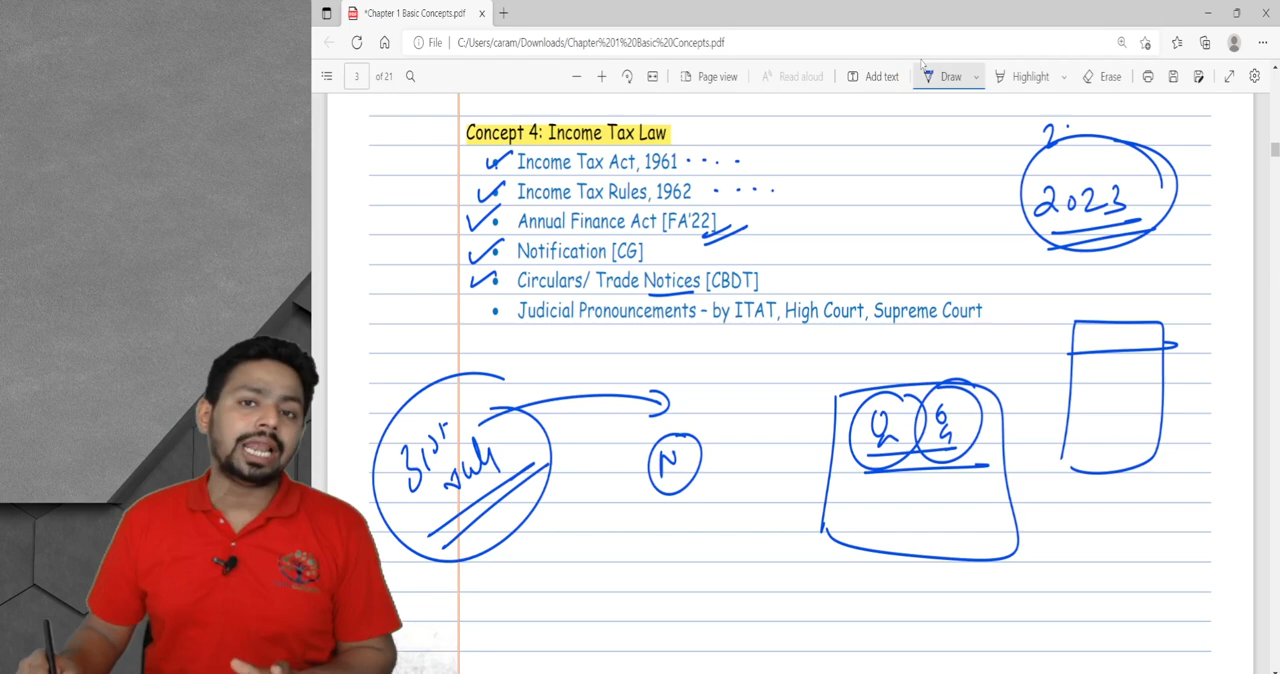 *Chapter 1 Basic Concepts.pdf
File C:/Users/caram/Downloads/Chapter%201%20Basic%20Concepts.pdf
3 of 21 Page view Read aloud Add text Draw Highlight Erase
Concept 4: Income Tax Law
Income Tax Act, 1961
2
• Income Tax Rules, 1962
2023
• Annual Finance Act [FA'22]
• Notification [CG]
• Circulars/ Trade Notices [CBDT]
• Judicial Pronouncements – by ITAT, High Court, Supreme Court
31st
July
N
Q